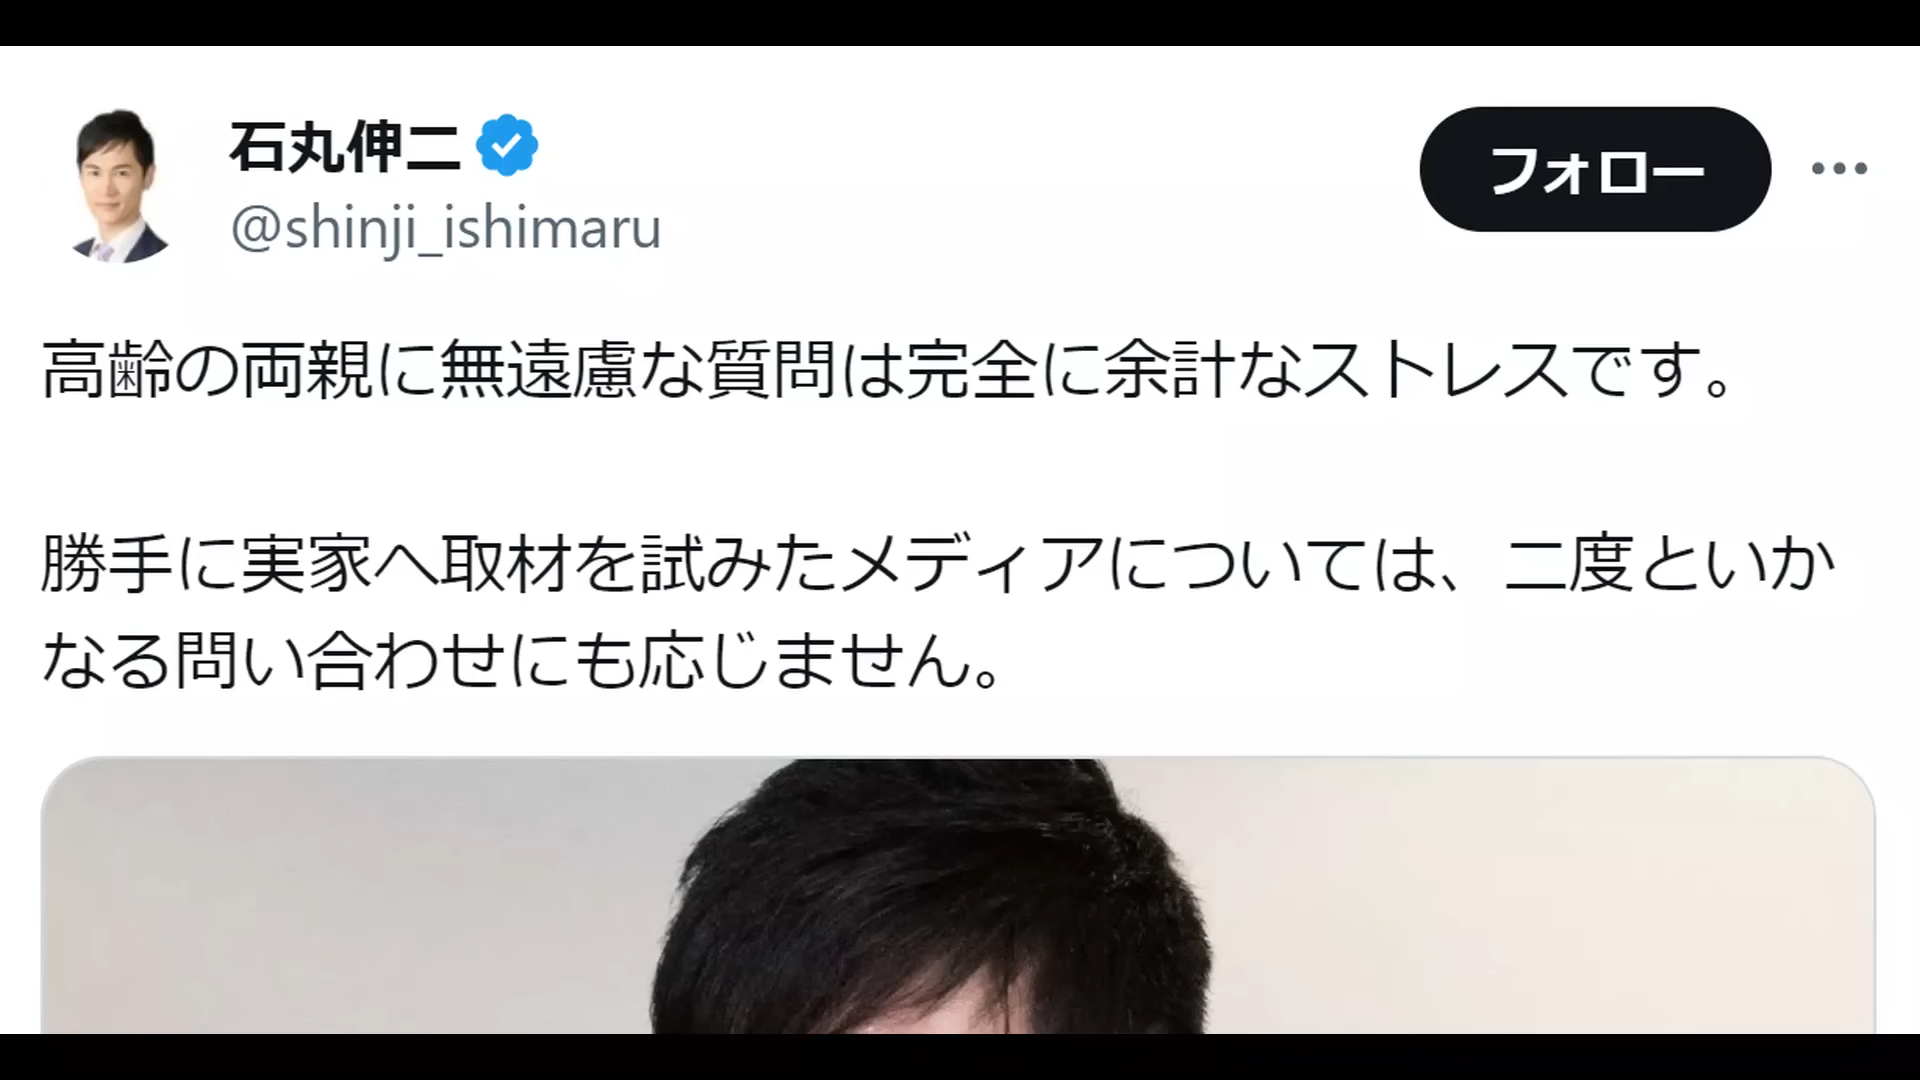 石丸伸二
@shinji_ishimaru
フォロー
高齢の両親に無遠慮な質問は完全に余計なストレスです。
勝手に実家へ取材を試みたメディアについては、二度といか
なる問い合わせにも応じません。